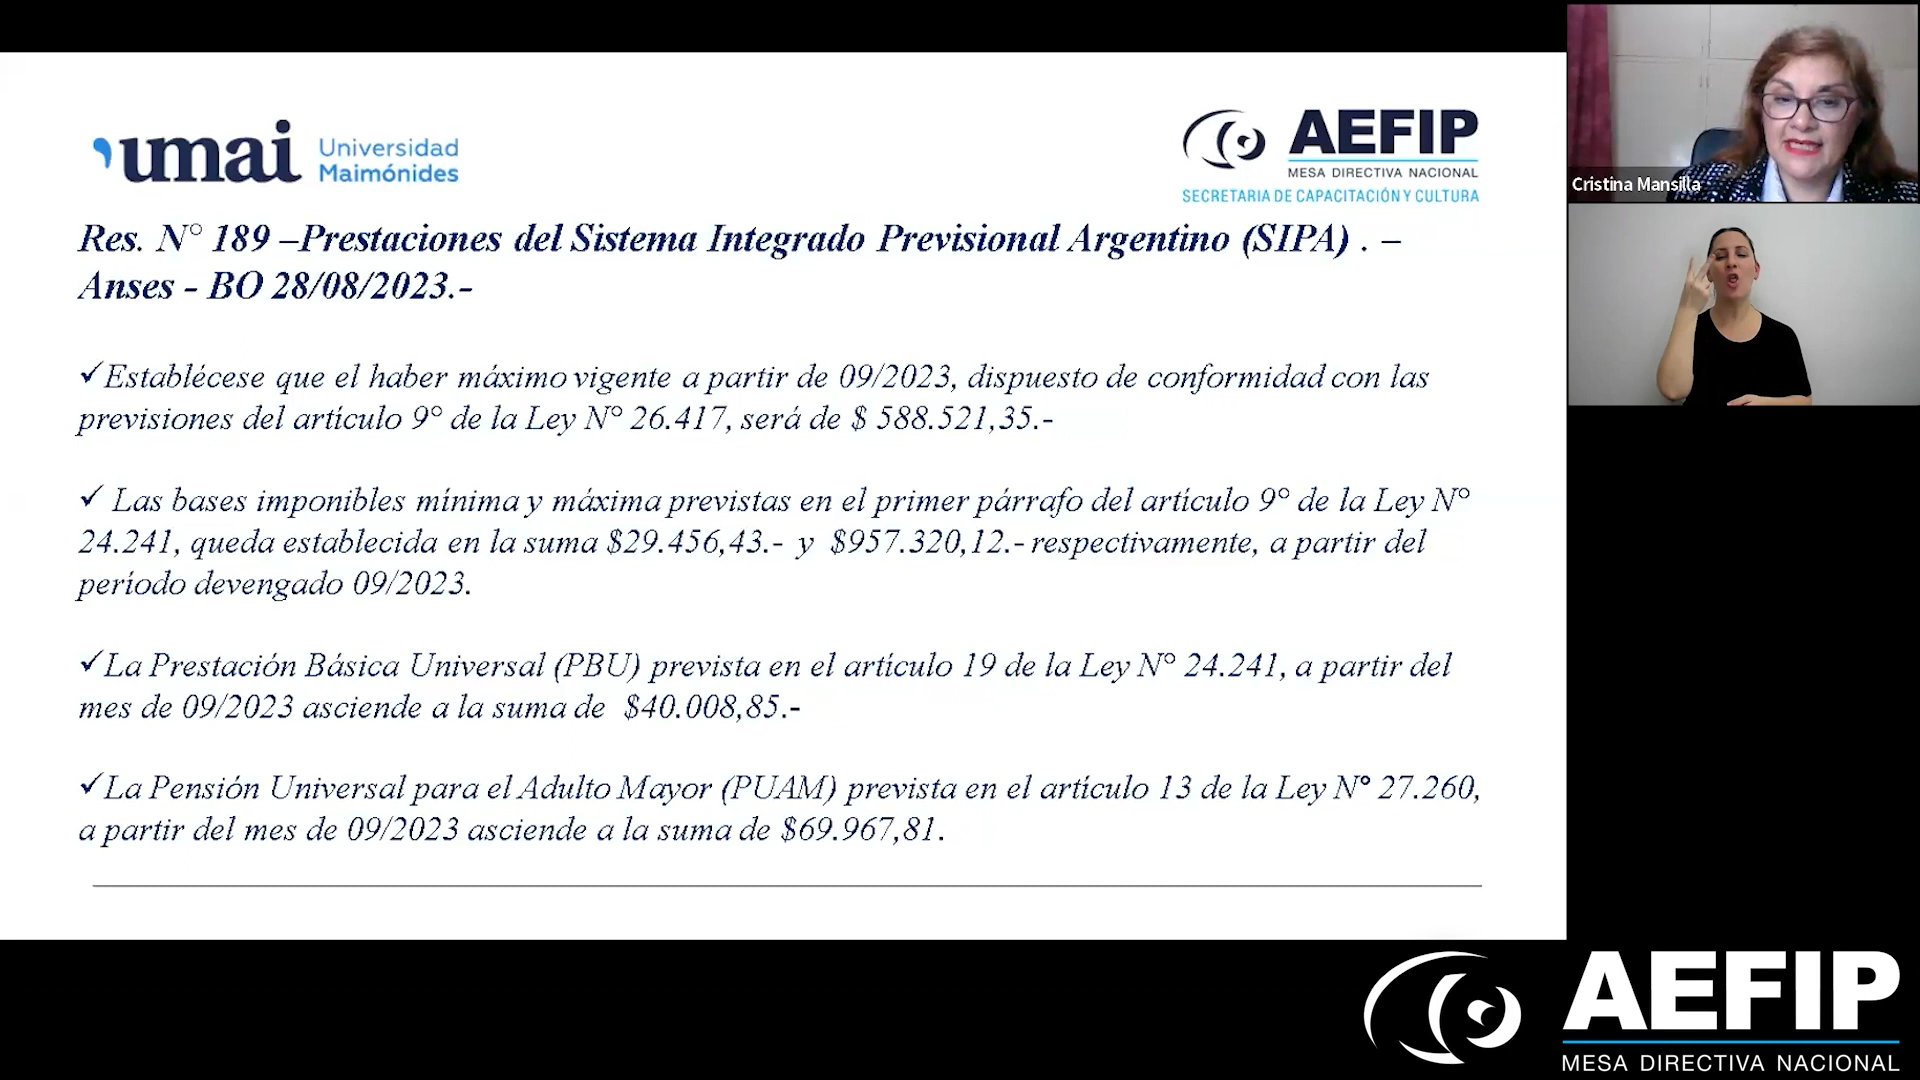 umai Universidad Maimónides
AEFIP
MESA DIRECTIVA NACIONAL
SECRETARIA DE CAPACITACIÓN Y CULTURA
Res. N° 189 –Prestaciones del Sistema Integrado Previsional Argentino (SIPA) . –
Anses - BO 28/08/2023.-
✓Establécese que el haber máximo vigente a partir de 09/2023, dispuesto de conformidad con las
previsiones del artículo 9° de la Ley N° 26.417, será de $ 588.521,35.-
✓ Las bases imponibles mínima y máxima previstas en el primer párrafo del artículo 9° de la Ley N°
24.241, queda establecida en la suma $29.456,43.- y $957.320,12.- respectivamente, a partir del
período devengado 09/2023.
✓La Prestación Básica Universal (PBU) prevista en el artículo 19 de la Ley N° 24.241, a partir del
mes de 09/2023 asciende a la suma de $40.008,85.-
✓La Pensión Universal para el Adulto Mayor (PUAM) prevista en el artículo 13 de la Ley N° 27.260,
a partir del mes de 09/2023 asciende a la suma de $69.967,81.
Cristina Mansilla
AEFIP
MESA DIRECTIVA NACIONAL